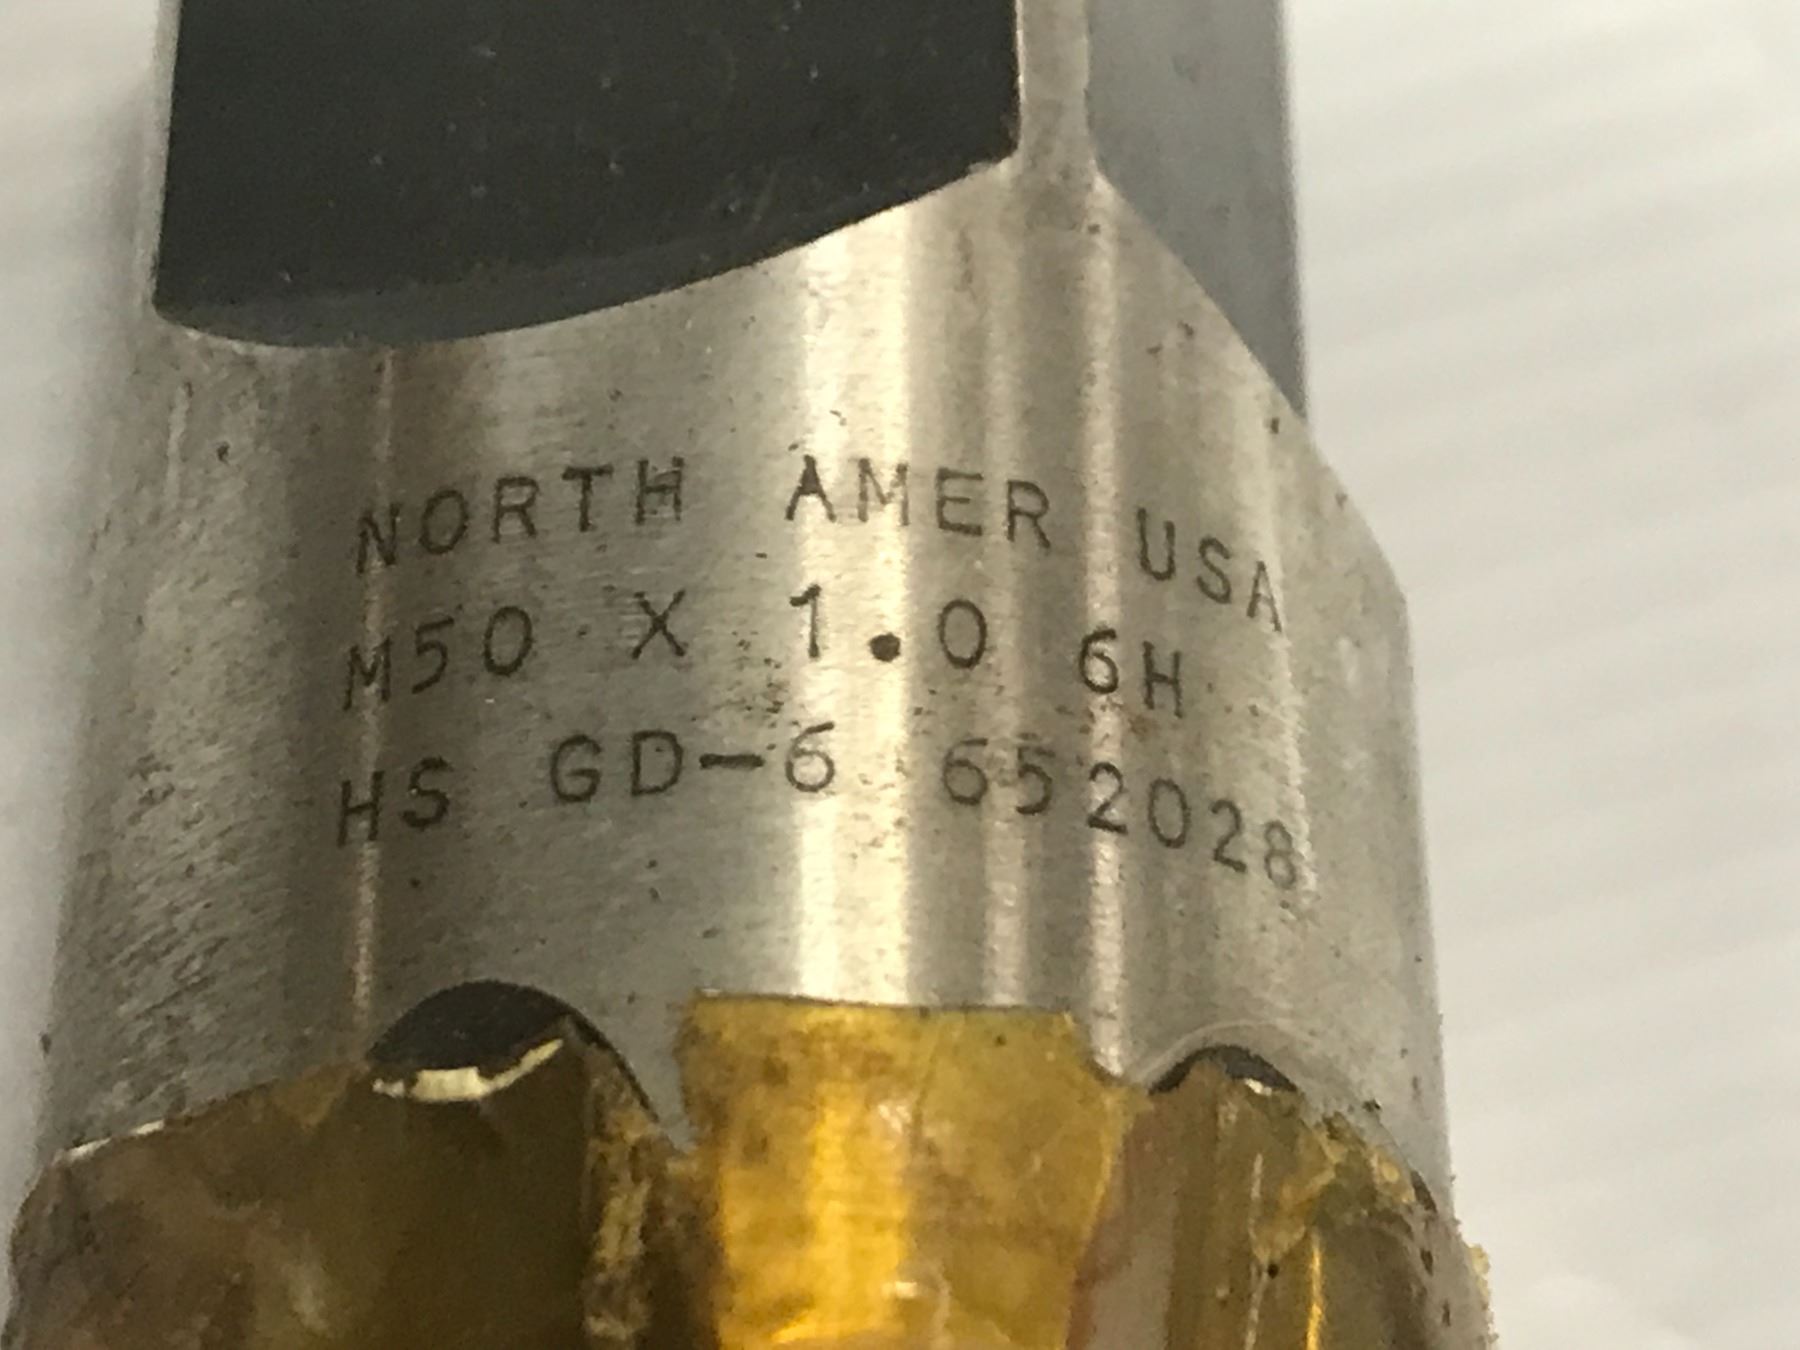 NORTH AMER USA
M50 X 1.0 6H
HS GD-6 652028